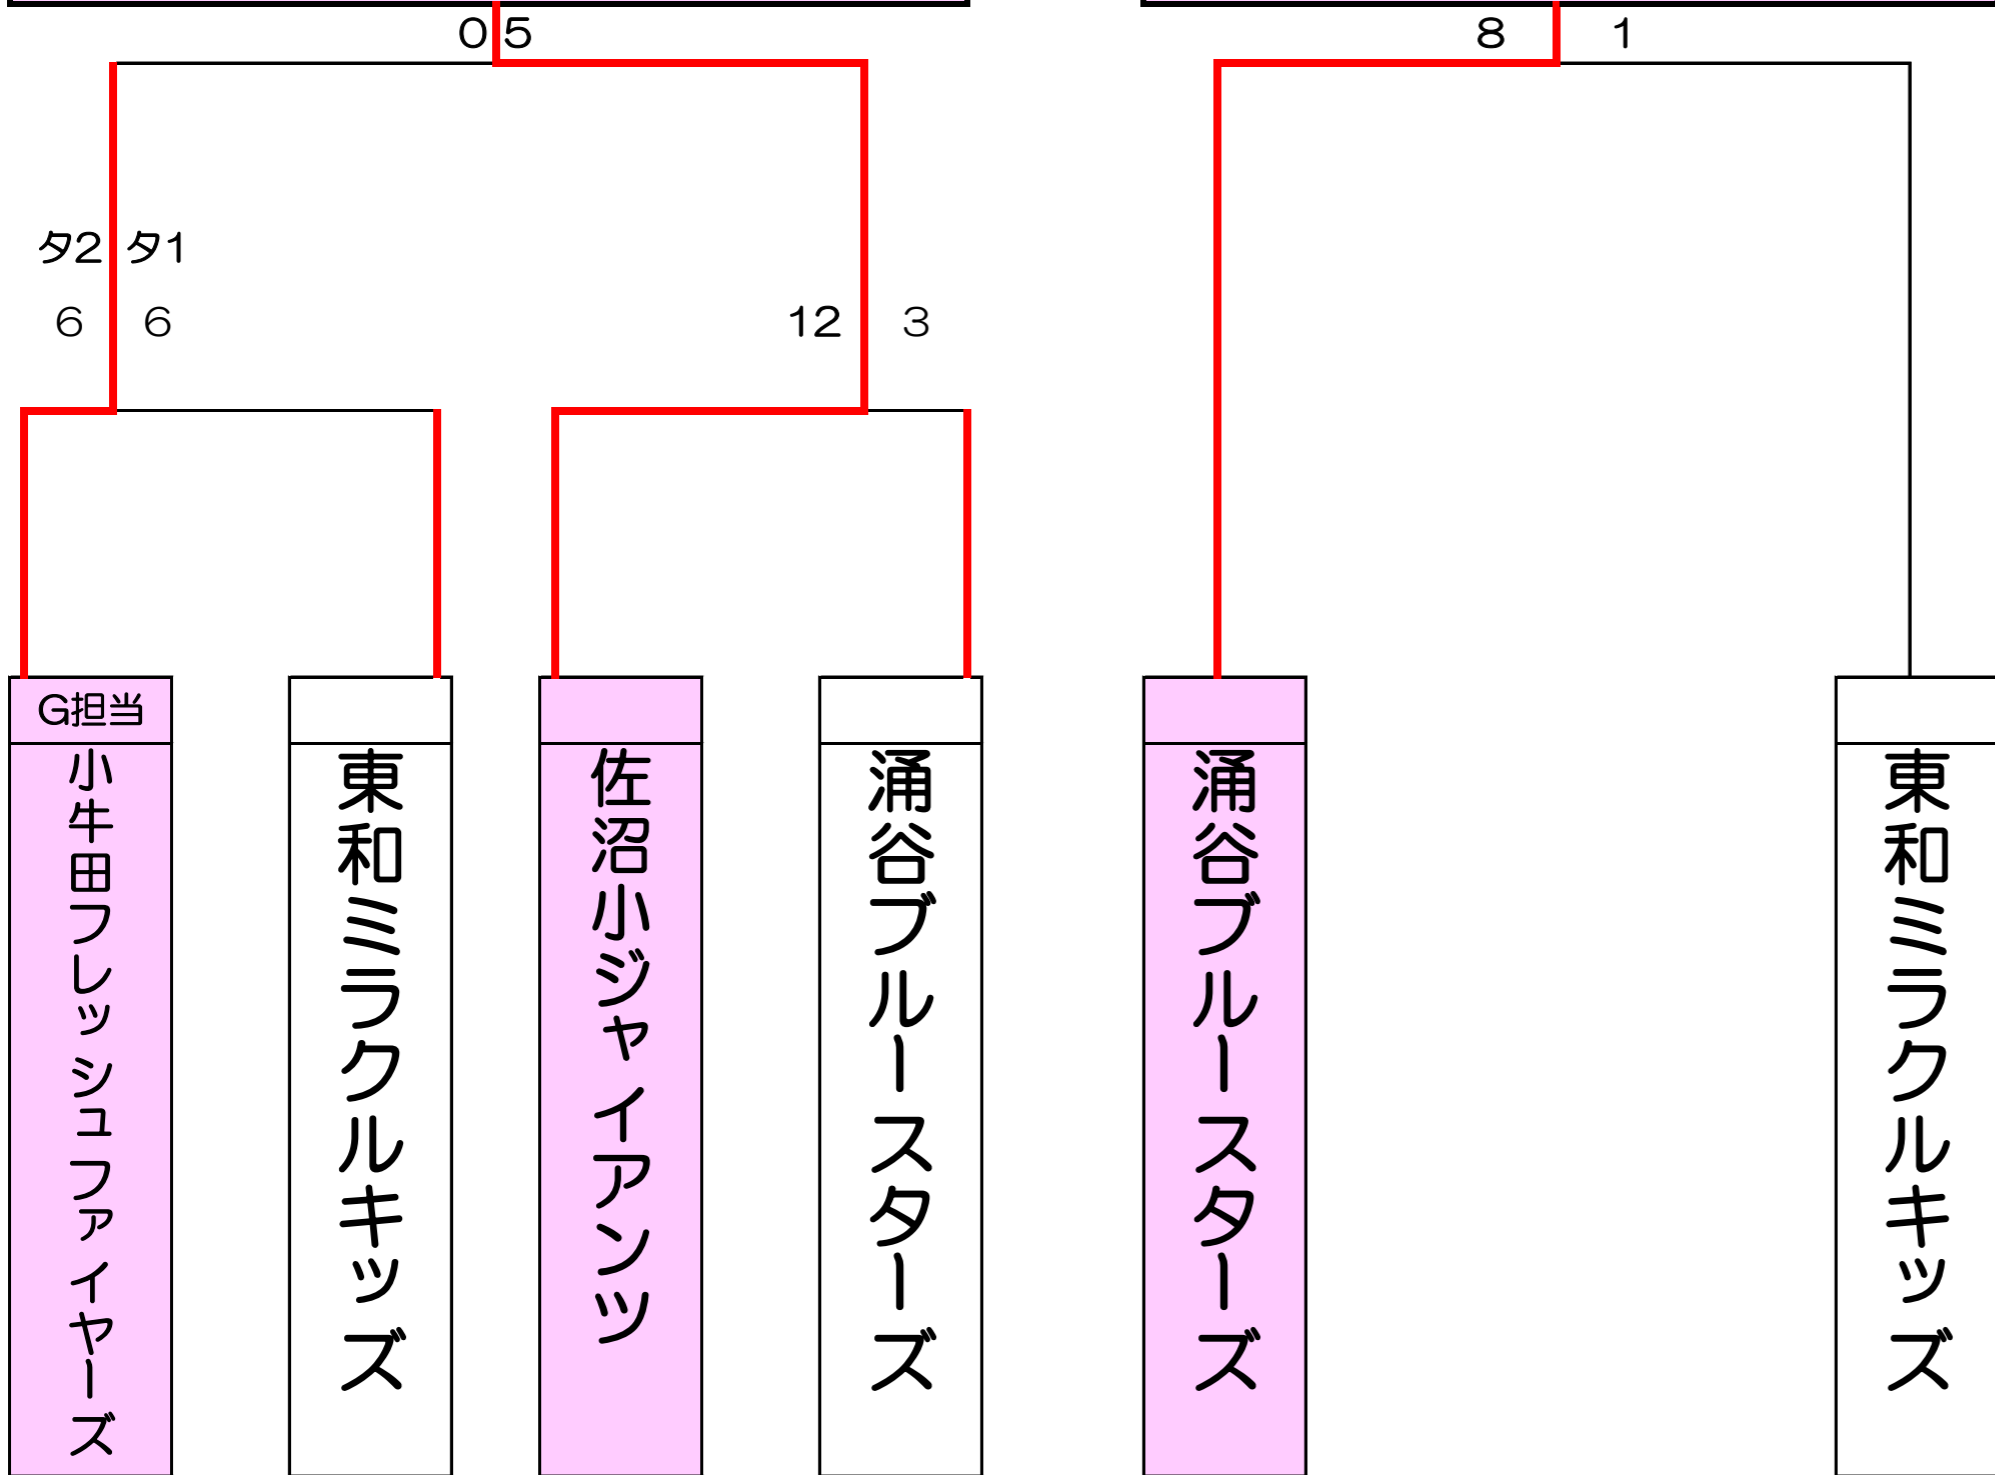 ０ 5
8 1
タ2 タ1
6 6
12 3
G担当
小牛田フレッシュファイヤーズ
東和ミラクルキッズ
佐沼小ジャイアンツ
涌谷ブルースターズ
涌谷ブルースターズ
東和ミラクルキッズ